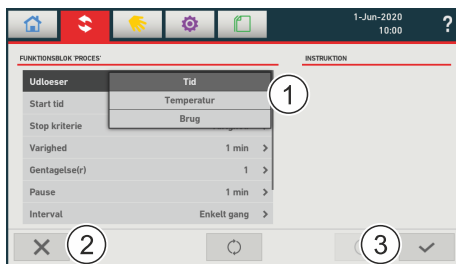 1-Jun-2020
10:00
?
FUNKTIONSBLOK 'PROCES'
INSTRUKTION
Udloeser
Tid
Start tid
Temperatur
Stop kriterie
Brug
1
Varighed
1 min >
Gentagelse(r)
1 >
Pause
1 min >
Interval
Enkelt gang >
2
3